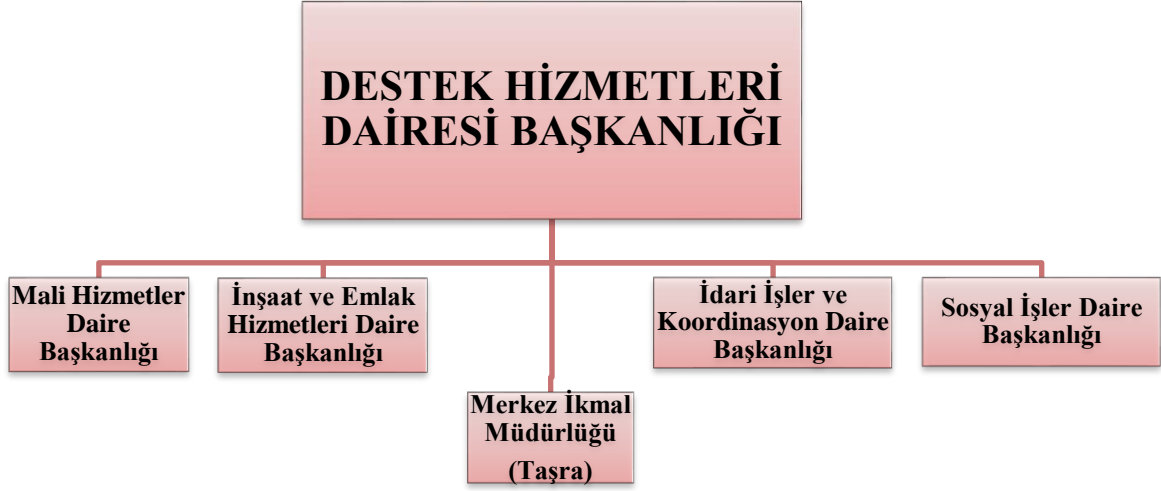 DESTEK HİZMETLERİ
DAİRESİ BAŞKANLIĞI
Mali Hizmetler
Daire
Başkanlığı
İnşaat ve Emlak
Hizmetleri Daire
Başkanlığı
İdari İşler ve
Koordinasyon Daire
Başkanlığı
Sosyal İşler Daire
Başkanlığı
Merkez İkmal
Müdürlüğü
(Taşra)